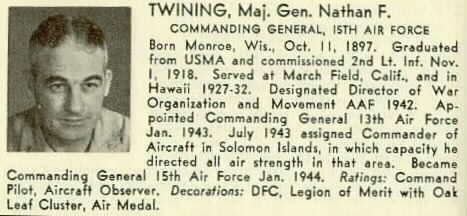 TWINING, Maj. Gen. Nathan F.
COMMANDING GENERAL, 15TH AIR FORCE
Born Monroe, Wis., Oct. 11, 1897. Graduated
from USMA and commissioned 2nd Lt. Inf. Nov.
1, 1918. Served at March Field, Calif., and in
Hawaii 1927-32. Designated Director of War
Organization and Movement AAF 1942. Ap-
pointed Commanding General 13th Air Force
Jan. 1943. July 1943 assigned Commander of
Aircraft in Solomon Islands, in which capacity he
directed all air strength in that area. Became
Commanding General 15th Air Force Jan. 1944. Ratings: Command
Pilot, Aircraft Observer. Decorations: DFC, Legion of Merit with Oak
Leaf Cluster, Air Medal.